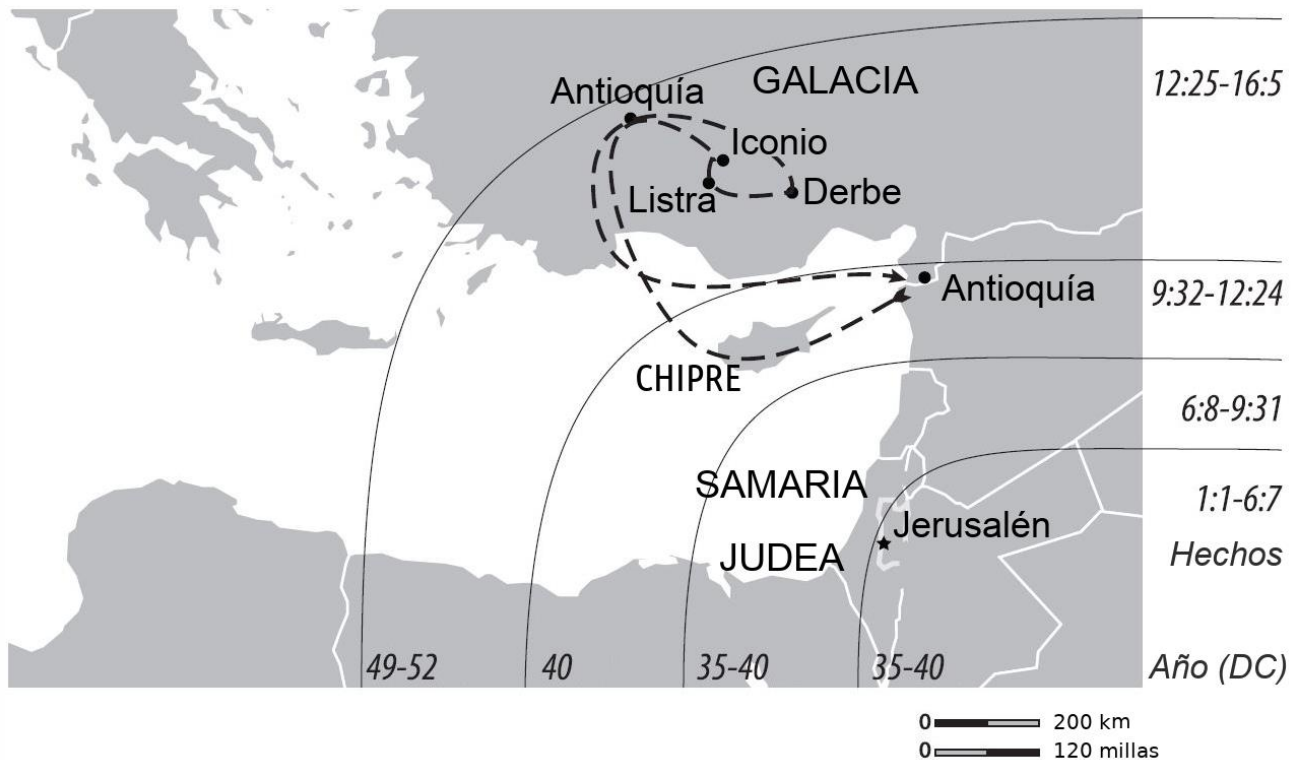 12:25-16:5
GALACIA
Antioquía
Iconio
Listra
Derbe
Antioquía
9:32-12:24
CHIPRE
6:8-9:31
SAMARIA
1:1-6:7
Jerusalén
JUDEA
Hechos
49-52
40
35-40
35-40
Año (DC)
0 200 km
0 120 millas